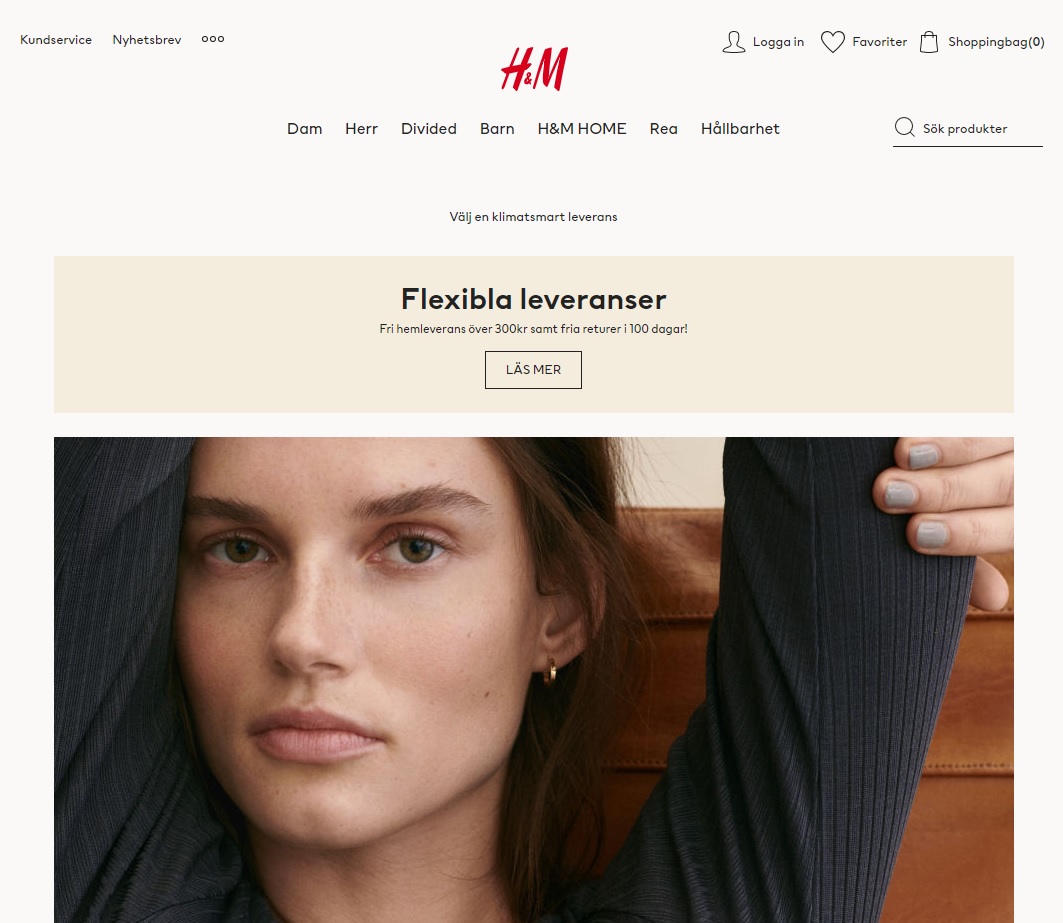 Kundservice Nyhetsbrev
Logga in Favoriter Shoppingbag(0)
H&M
Dam Herr Divided Barn H&M HOME Rea Hållbarhet
Sök produkter
Välj en klimatsmart leverans
Flexibla leveranser
Fri hemleverans över 300kr samt fria returer i 100 dagar!
LÄS MER